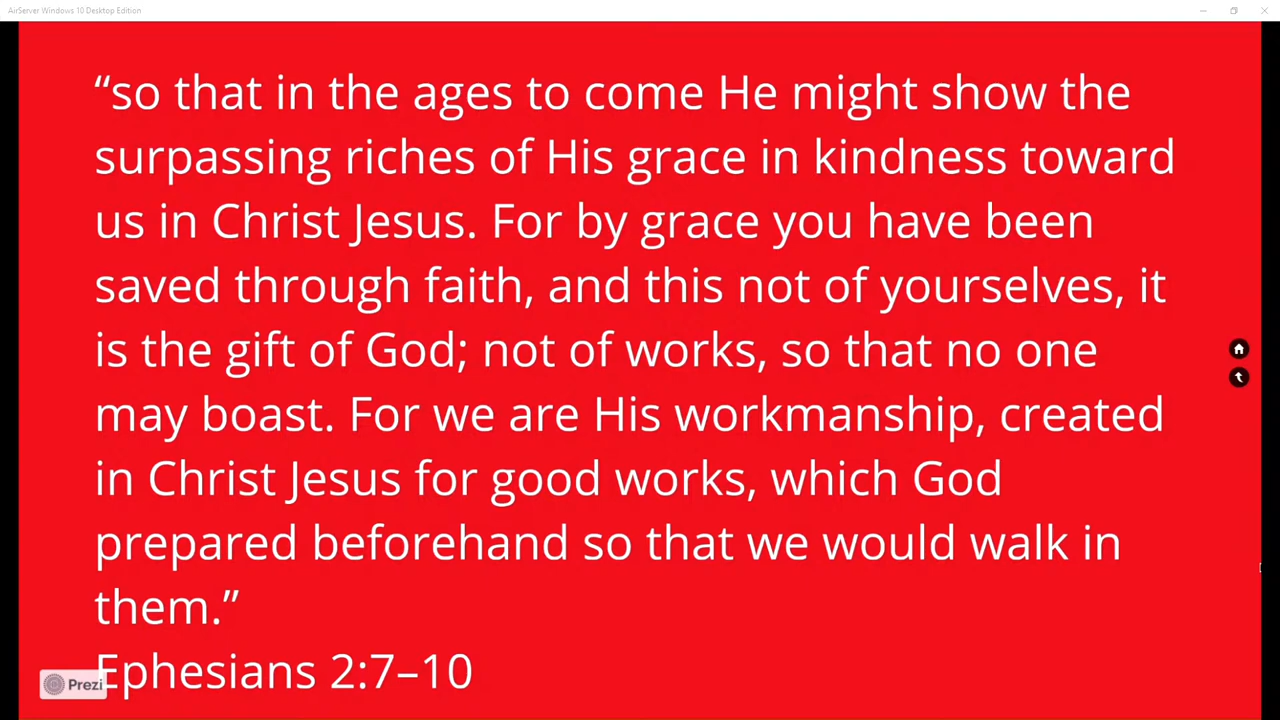 AirServer Windows 10 Desktop Edition
“so that in the ages to come He might show the
surpassing riches of His grace in kindness toward
us in Christ Jesus. For by grace you have been
saved through faith, and this not of yourselves, it
is the gift of God; not of works, so that no one
may boast. For we are His workmanship, created
in Christ Jesus for good works, which God
prepared beforehand so that we would walk in
them.”
Ephesians 2:7–10
Prezi